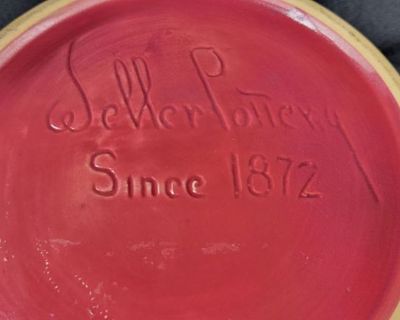 Weller Pottery
Since 1872